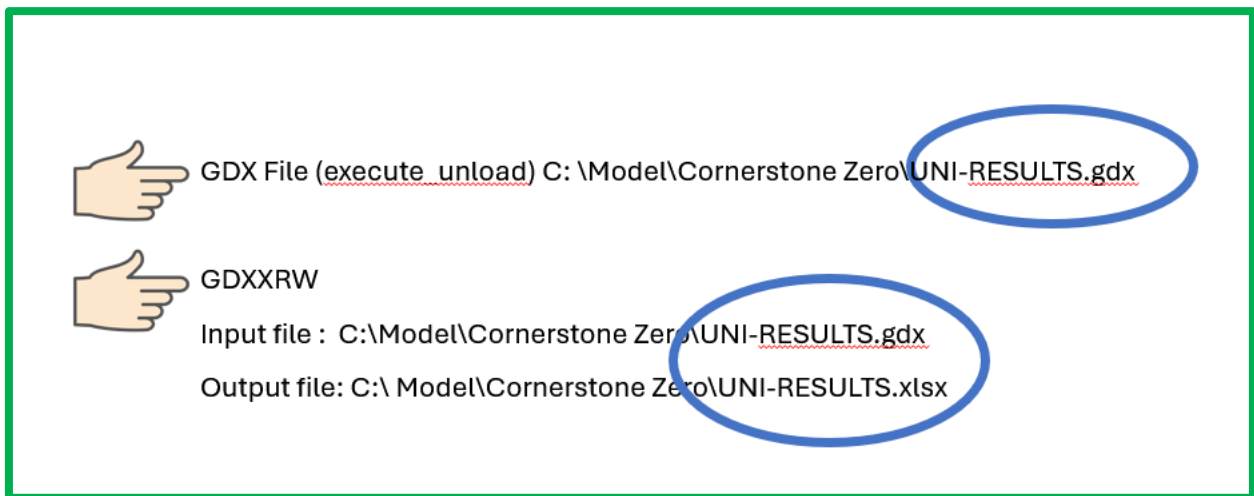 GDX File (execute_unload) C: \Model\Cornerstone Zero\UNI-RESULTS.gdx
GDXXRW
Input file :  C:\Model\Cornerstone Zero\UNI-RESULTS.gdx
Output file: C:\ Model\Cornerstone Zero\UNI-RESULTS.xlsx